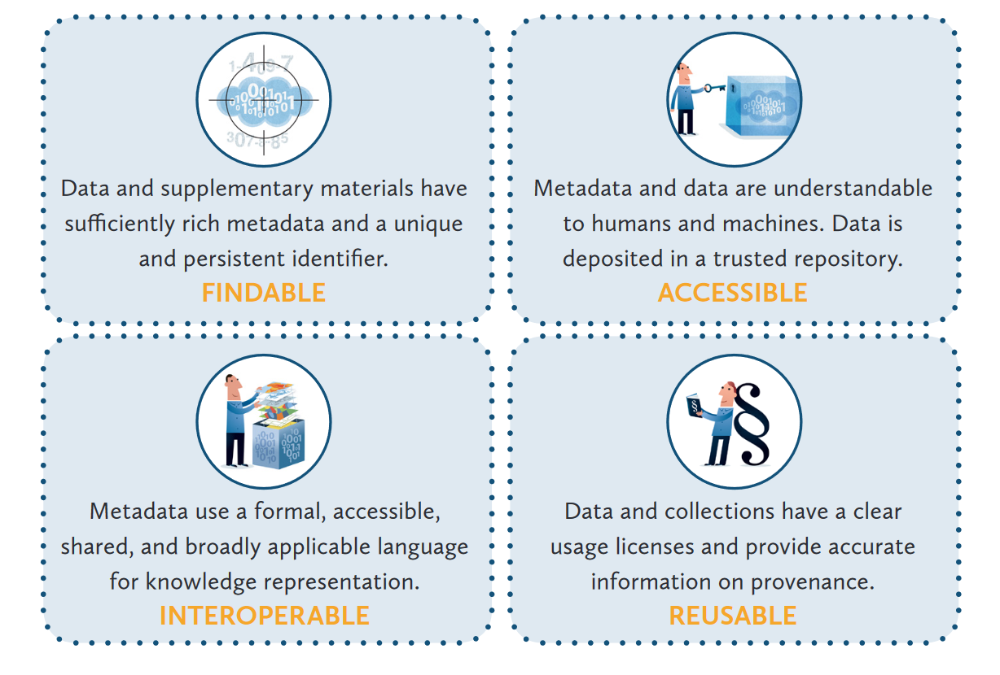 Data and supplementary materials have
sufficiently rich metadata and a unique
and persistent identifier.
FINDABLE
Metadata and data are understandable
to humans and machines. Data is
deposited in a trusted repository.
ACCESSIBLE
Metadata use a formal, accessible,
shared, and broadly applicable language
for knowledge representation.
INTEROPERABLE
Data and collections have a clear
usage licenses and provide accurate
information on provenance.
REUSABLE